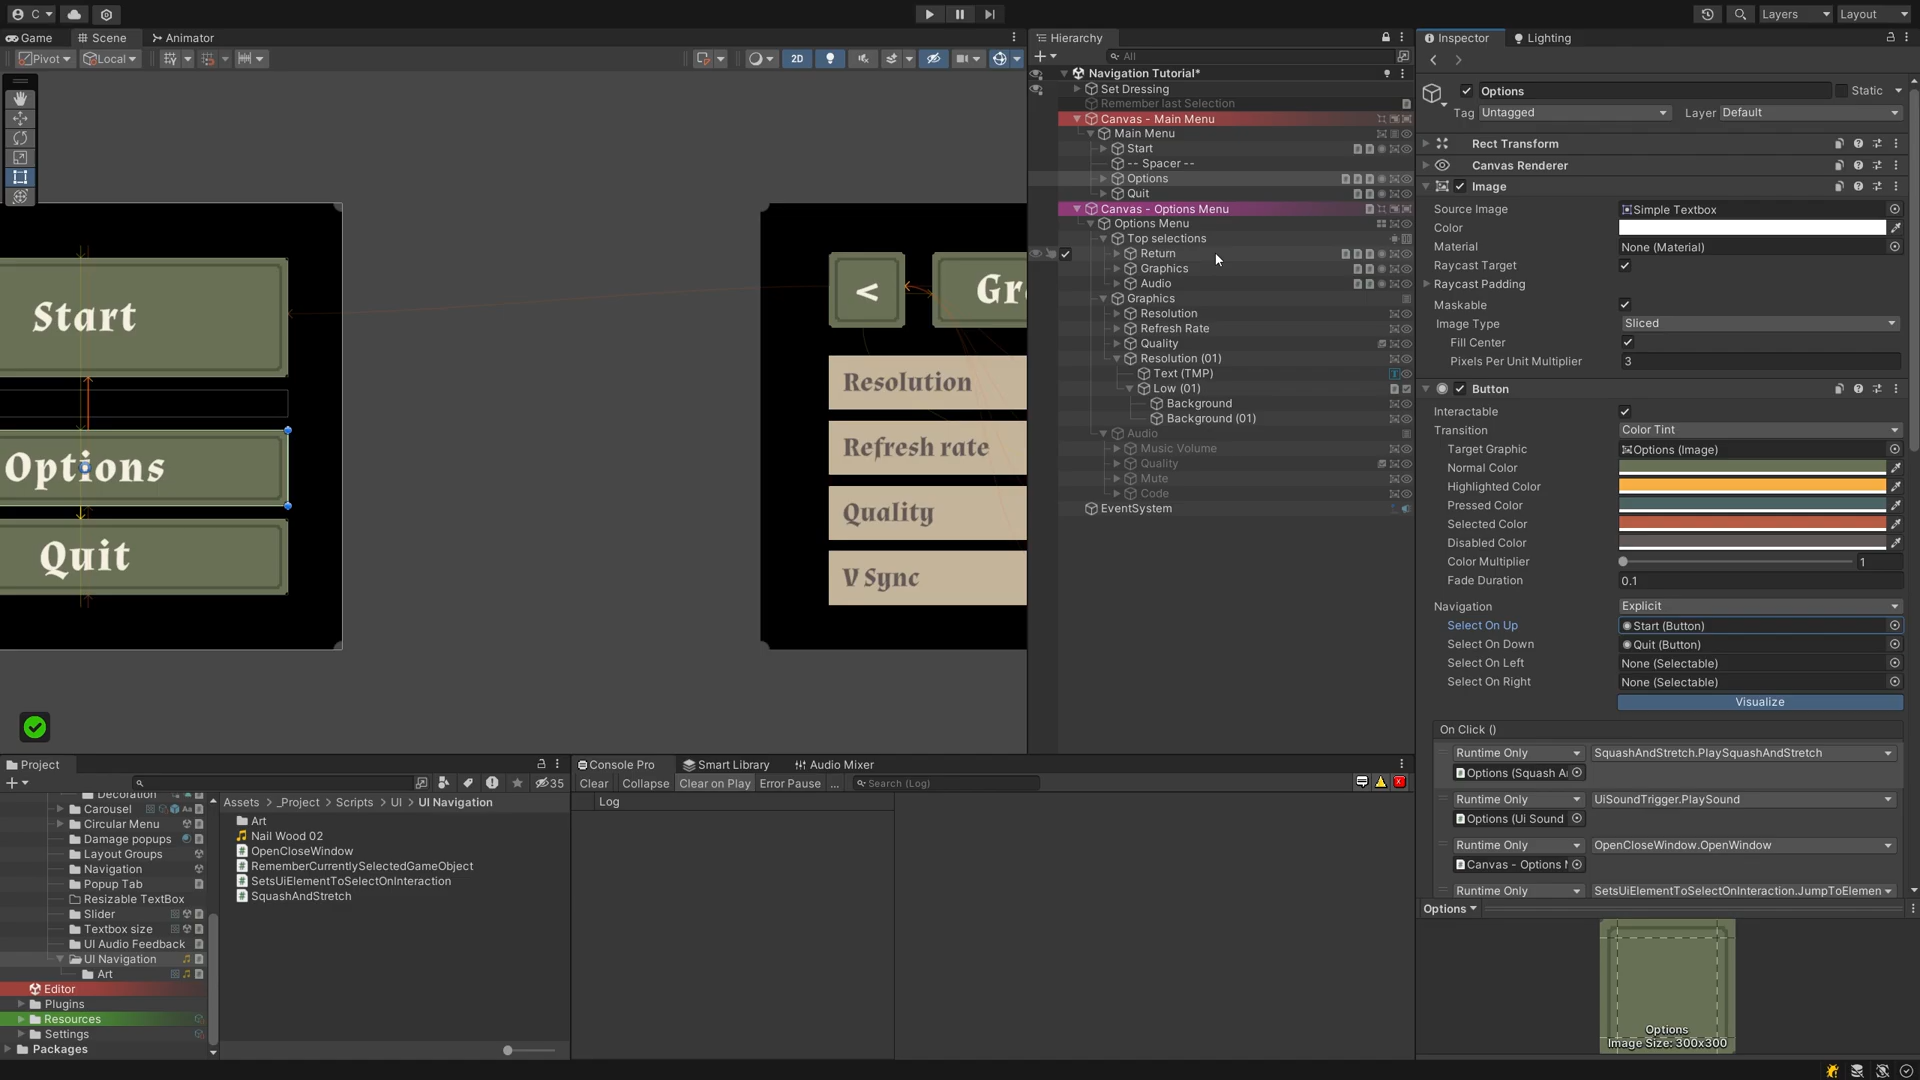 C
Layers
Layout
Game
Scene
Animator
Pivot
Local
2D
Start
Options
Quit
<
Gr
Resolution
Refresh rate
Quality
V Sync
Hierarchy
All
Navigation Tutorial*
Set Dressing
Remember last Selection
Canvas - Main Menu
Main Menu
Start
-- Spacer --
Options
Quit
Canvas - Options Menu
Options Menu
Top selections
Return
Graphics
Audio
Graphics
Resolution
Refresh Rate
Quality
Resolution (01)
Text (TMP)
Low (01)
Background
Background (01)
Audio
Music Volume
Quality
Mute
Code
EventSystem
Inspector
Lighting
Options
Static
Tag Untagged
Layer Default
Rect Transform
Canvas Renderer
Image
Source Image Simple Textbox
Color
Material None (Material)
Raycast Target
Raycast Padding
Maskable
Image Type Sliced
Fill Center
Pixels Per Unit Multiplier 3
Button
Interactable
Transition Color Tint
Target Graphic Options (Image)
Normal Color
Highlighted Color
Pressed Color
Selected Color
Disabled Color
Color Multiplier 1
Fade Duration 0.1
Navigation Explicit
Select On Up Start (Button)
Select On Down Quit (Button)
Select On Left None (Selectable)
Select On Right None (Selectable)
Visualize
On Click ()
Runtime Only SquashAndStretch.PlaySquashAndStretch
Options (Squash A
Runtime Only UiSoundTrigger.PlaySound
Options (Ui Sound
Runtime Only OpenCloseWindow.OpenWindow
Canvas - Options
Runtime Only SetsUiElementToSelectOnInteraction.JumpToElemen
Options
Options
Image Size: 300x300
Project
35
Decoration
Carousel
Circular Menu
Damage popups
Layout Groups
Navigation
Popup Tab
Resizable TextBox
Slider
Textbox size
UI Audio Feedback
UI Navigation
Art
Editor
Plugins
Resources
Settings
Packages
Assets > _Project > Scripts > UI > UI Navigation
Art
Nail Wood 02
OpenCloseWindow
RememberCurrentlySelectedGameObject
SetsUiElementToSelectOnInteraction
SquashAndStretch
Console Pro
Smart Library
Audio Mixer
Clear
Collapse
Clear on Play
Error Pause
...
Search (Log)
Log